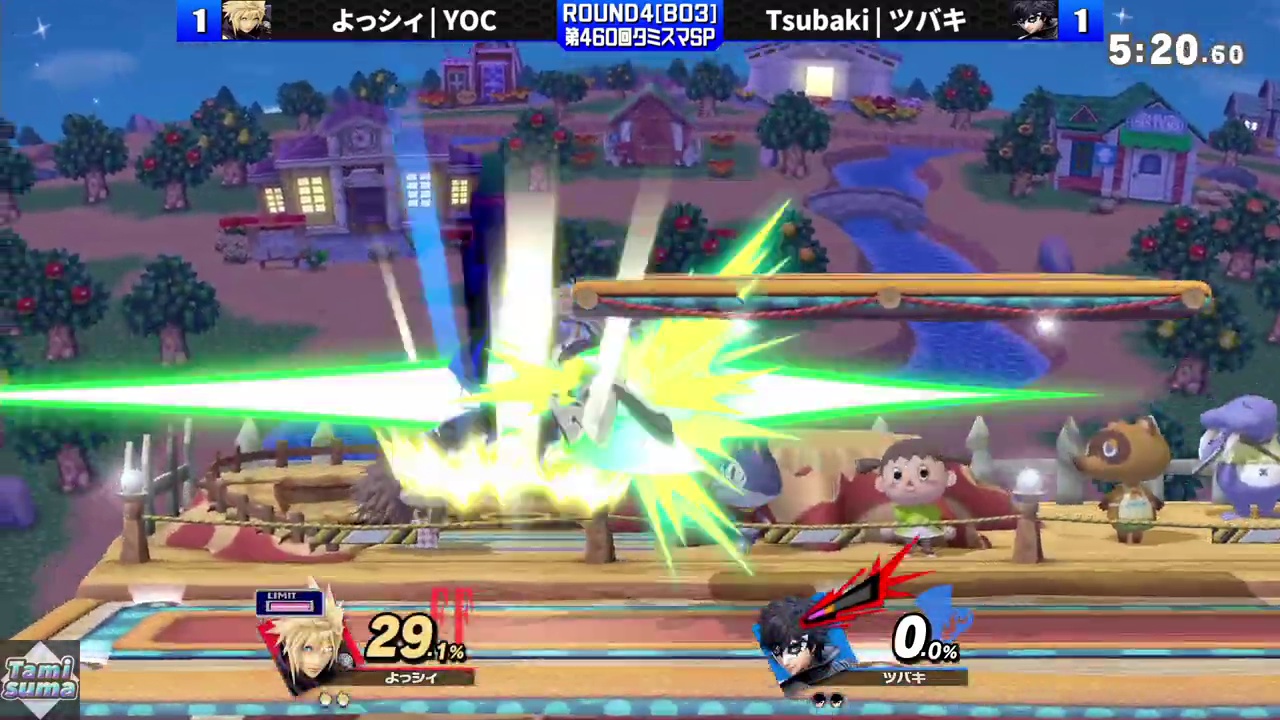 1 よっシィ | YOC
ROUND4[BO3]
第460回タミスマSP
Tsubaki | ツバキ 1
5:20.60
LIMIT
29.1%
よっシィ
0.0%
ツバキ
Tami
suma